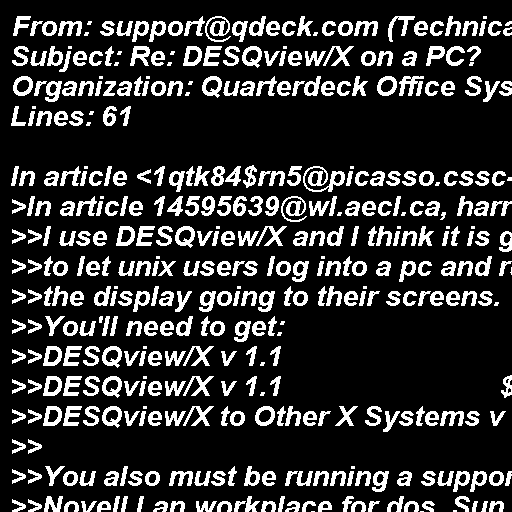 From: support@qdeck.com (Technica
Subject: Re: DESQview/X on a PC?
Organization: Quarterdeck Office Sys
Lines: 61

In article <1qtk84$rn5@picasso.cssc-
>In article 14595639@wl.aecl.ca, harr
>>I use DESQview/X and I think it is g
>>to let unix users log into a pc and r
>>the display going to their screens.
>>You'll need to get:
>>DESQview/X v 1.1
>>DESQview/X v 1.1 $
>>DESQview/X to Other X Systems v
>>
>>You also must be running a suppor
>>Novell Lan workplace for dos, Sun